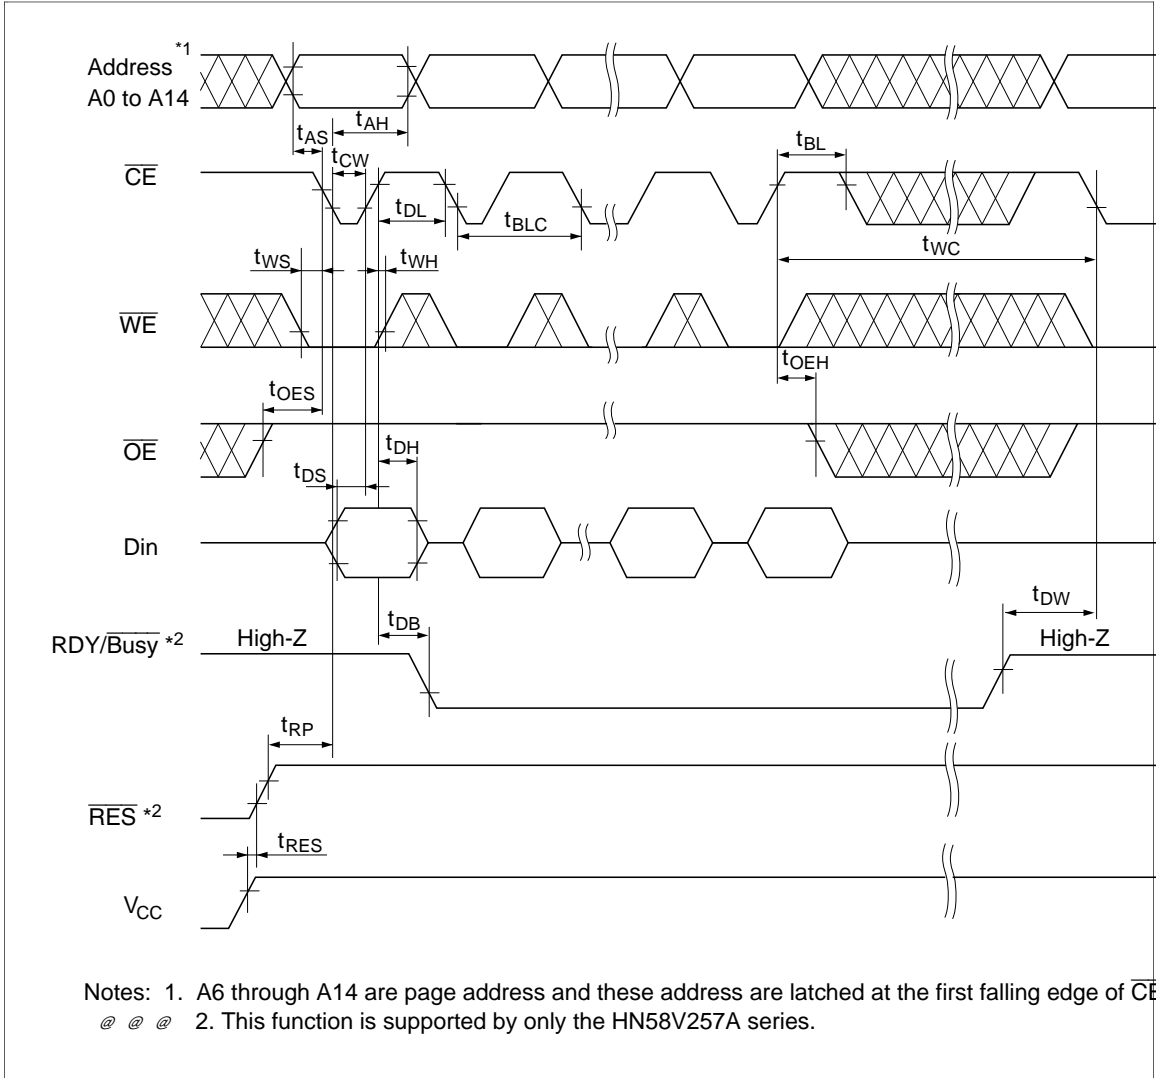 Address *1
A0 to A14
tAH
tAS
tBL
tCW
CE
tDL
tBLC
tWC
tWS
tWH
WE
tOEH
tOES
OE
tDH
tDS
Din
tDW
tDB
RDY/Busy *2
High-Z
High-Z
tRP
RES *2
tRES
VCC
Notes: 1. A6 through A14 are page address and these address are latched at the first falling edge of CE
@ @ @ 2. This function is supported by only the HN58V257A series.